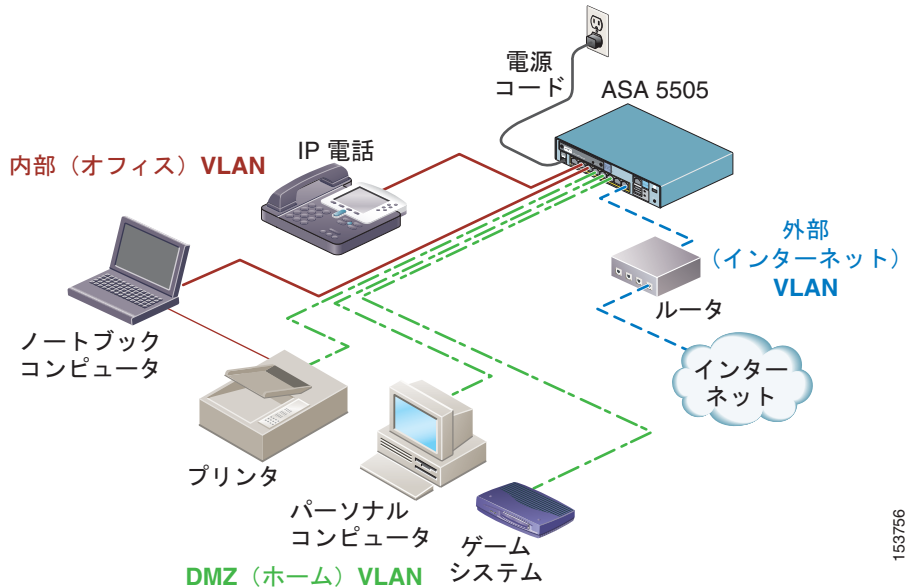 電源
コード
ASA 5505
内部（オフィス）VLAN
IP 電話
外部
（インターネット）
VLAN
ルータ
ノートブック
コンピュータ
インター
ネット
プリンタ
パーソナル
コンピュータ
ゲーム
システム
DMZ（ホーム）VLAN
153756